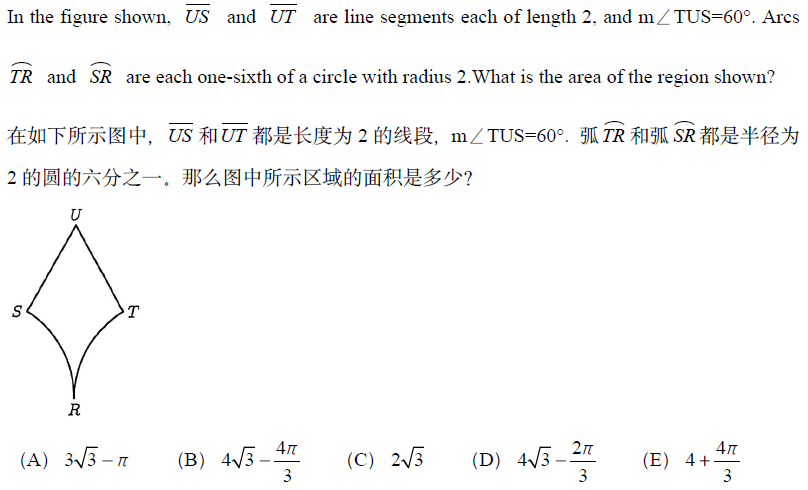 In the figure shown, US and UT are line segments each of length 2, and m∠TUS=60°. Arcs
TR and SR are each one-sixth of a circle with radius 2.What is the area of the region shown?
在如下所示图中，US 和 UT 都是长度为 2 的线段，m∠TUS=60°. 弧 TR 和弧 SR 都是半径为
2 的圆的六分之一。那么图中所示区域的面积是多少？
U
S T
R
(A) 3√3 − π (B) 4√3 − 4π/3 (C) 2√3 (D) 4√3 − 2π/3 (E) 4 + 4π/3